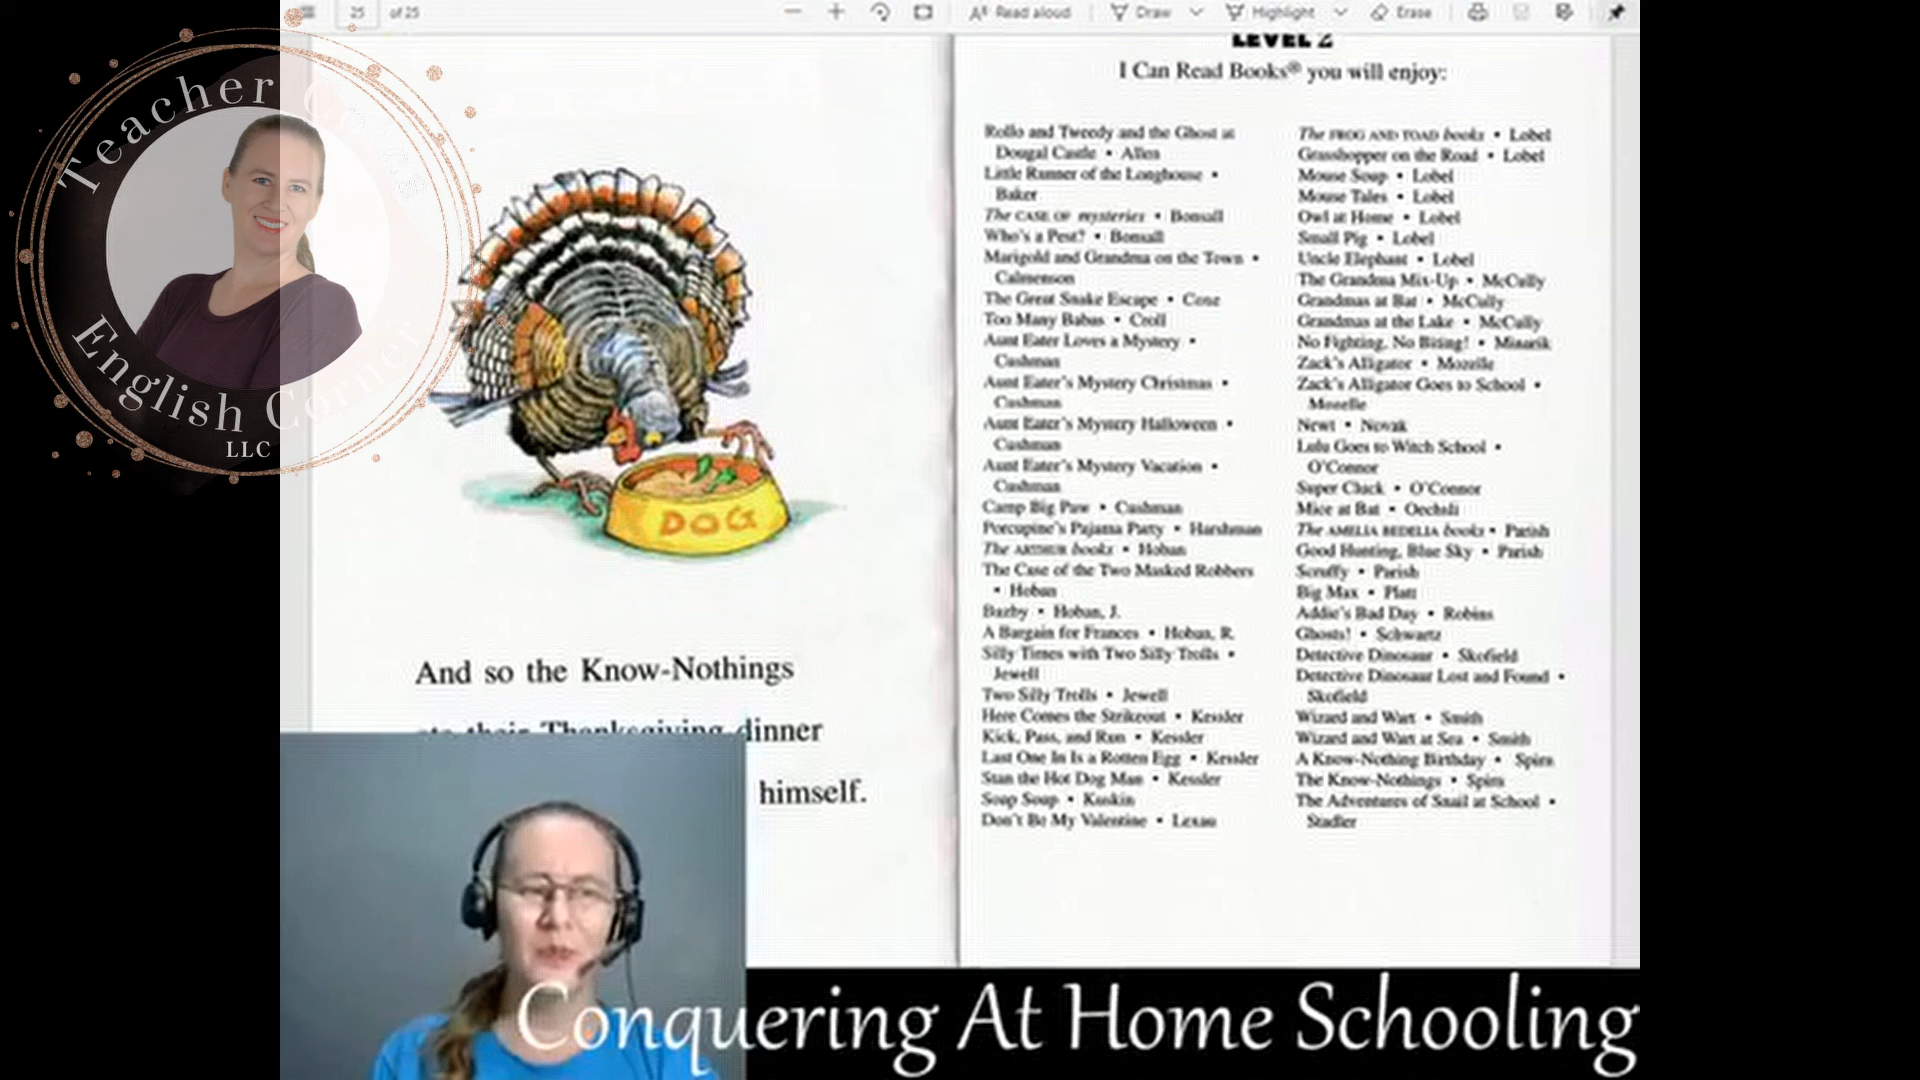 25 of 25
Read aloud
Draw
Highlight
Erase
Teacher
English Corner
LLC
DOG
And so the Know-Nothings
Thanksgiving dinner
himself.
LEVEL 2
I Can Read Books® you will enjoy:
Rollo and Tweedy and the Ghost at
Dougal Castle • Allen
Little Runner of the Longhouse •
Baker
The CASE OF mysteries • Bonsall
Who's a Pest? • Bonsall
Marigold and Grandma on the Town •
Calmenson
The Great Snake Escape • Coxe
Too Many Babas • Croll
Aunt Eater Loves a Mystery •
Cushman
Aunt Eater's Mystery Christmas •
Cushman
Aunt Eater's Mystery Halloween •
Cushman
Aunt Eater's Mystery Vacation •
Cushman
Camp Big Paw • Cushman
Porcupine's Pajama Party • Harshman
The ARTHUR books • Hoban
The Case of the Two Masked Robbers
• Hoban
Buzby • Hoban, J.
A Bargain for Frances • Hoban, R.
Silly Times with Two Silly Trolls •
Jewell
Two Silly Trolls • Jewell
Here Comes the Strikeout • Kessler
Kick, Pass, and Run • Kessler
Last One In Is a Rotten Egg • Kessler
Stan the Hot Dog Man • Kessler
Soap Soup • Kuskin
Don't Be My Valentine • Lexau
The FROG AND TOAD books • Lobel
Grasshopper on the Road • Lobel
Mouse Soup • Lobel
Mouse Tales • Lobel
Owl at Home • Lobel
Small Pig • Lobel
Uncle Elephant • Lobel
The Grandma Mix-Up • McCully
Grandmas at Bat • McCully
Grandmas at the Lake • McCully
No Fighting, No Biting! • Minarik
Zack's Alligator • Mozelle
Zack's Alligator Goes to School •
Mozelle
Newt • Novak
Lulu Goes to Witch School •
O'Connor
Super Cluck • O'Connor
Mice at Bat • Oechsli
The AMELIA BEDELIA books • Parish
Good Hunting, Blue Sky • Parish
Scruffy • Parish
Big Max • Platt
Addie's Bad Day • Robins
Ghosts! • Schwartz
Detective Dinosaur • Skofield
Detective Dinosaur Lost and Found •
Skofield
Wizard and Wart • Smith
Wizard and Wart at Sea • Smith
A Know-Nothing Birthday • Spirn
The Know-Nothings • Spirn
The Adventures of Snail at School •
Stadler
Conquering At Home Schooling